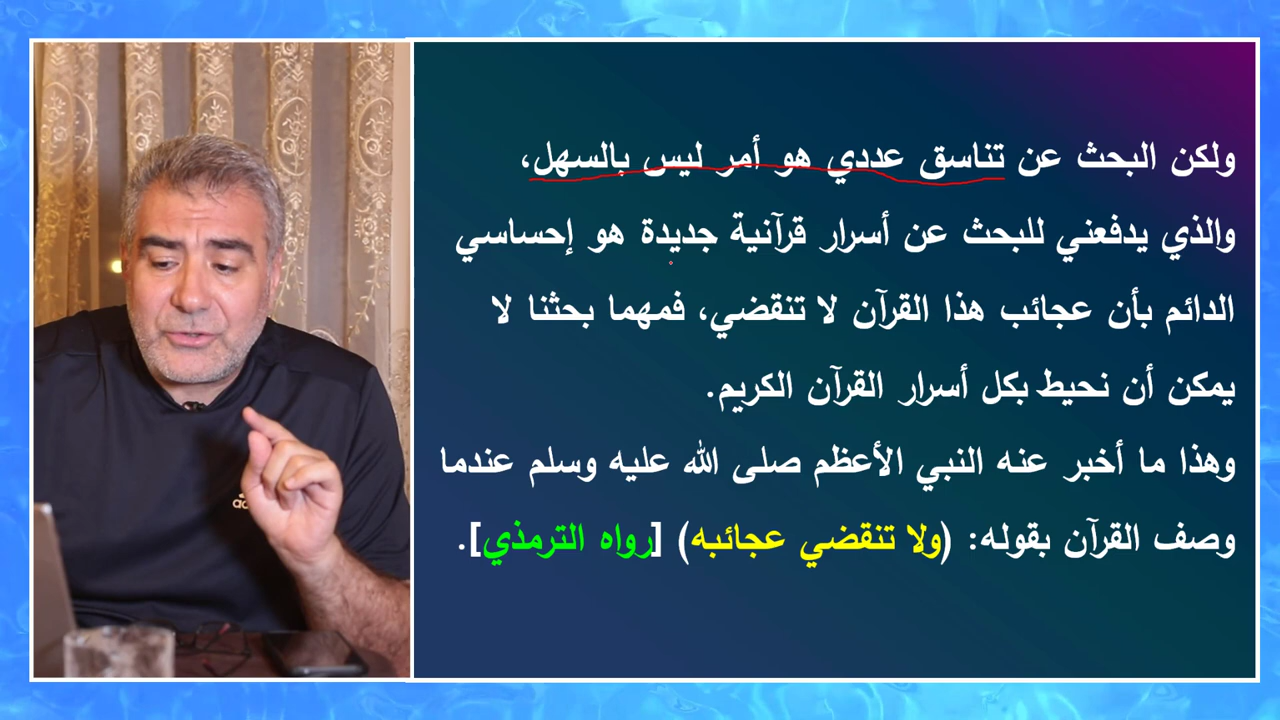 ولكن البحث عن تناسق عددي هو أمر ليس بالسهل،
والذي يدفعني للبحث عن أسرار قرآنية جديدة هو إحساسي
الدائم بأن عجائب هذا القرآن لا تنقضي، فمهما بحثنا لا
يمكن أن نحيط بكل أسرار القرآن الكريم.
وهذا ما أخبر عنه النبي الأعظم صلى الله عليه وسلم عندما
وصف القرآن بقوله: (ولا تنقضي عجائبه) [رواه الترمذي].